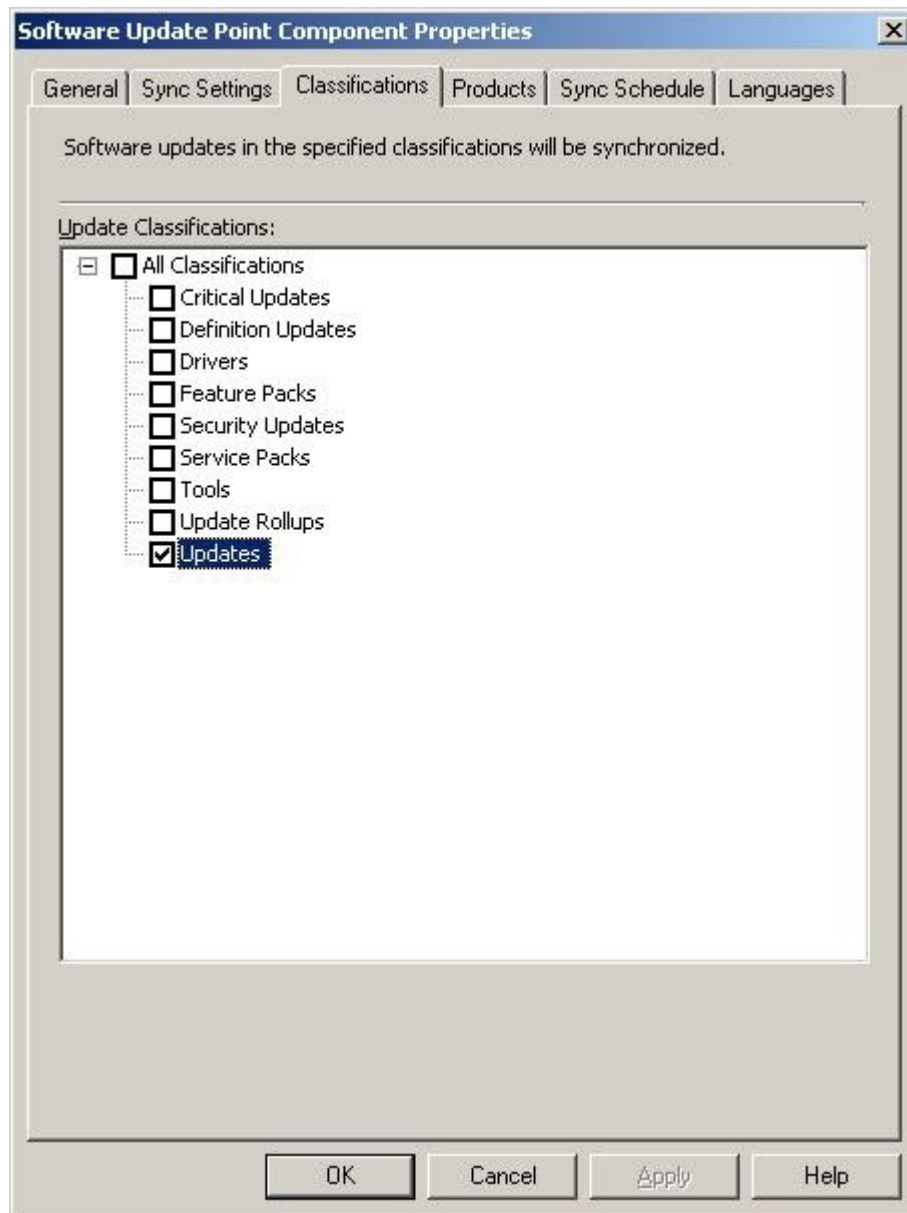 Software Update Point Component Properties
General Sync Settings Classifications Products Sync Schedule Languages
Software updates in the specified classifications will be synchronized.
Update Classifications:
All Classifications
Critical Updates
Definition Updates
Drivers
Feature Packs
Security Updates
Service Packs
Tools
Update Rollups
Updates
OK Cancel Apply Help